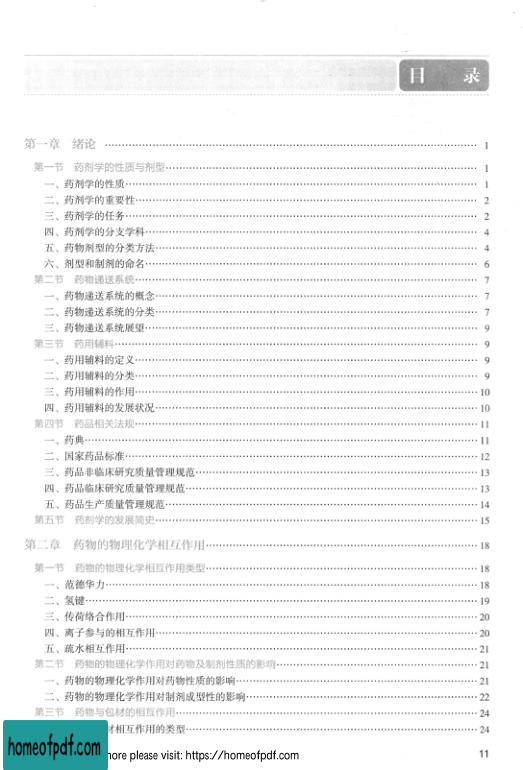 目 录
第一章 绪论 1
第一节 药剂学的性质与剂型 1
一、药剂学的性质 1
二、药剂学的重要性 2
三、药剂学的任务 2
四、药剂学的分支学科 4
五、药物剂型的分类方法 4
六、剂型和制剂的命名 6
第二节 药物递送系统 7
一、药物递送系统的概念 7
二、药物递送系统的分类 7
三、药物递送系统展望 9
第三节 药用辅料 9
一、药用辅料的定义 9
二、药用辅料的分类 9
三、药用辅料的作用 10
四、药用辅料的发展状况 10
第四节 药品相关法规 11
一、药典 11
二、国家药品标准 12
三、药品非临床研究质量管理规范 13
四、药品临床研究质量管理规范 13
五、药品生产质量管理规范 14
第五节 药剂学的发展简史 15
第二章 药物的物理化学相互作用 18
第一节 药物的物理化学相互作用类型 18
一、范德华力 18
二、氢键 19
三、传荷络合作用 20
四、离子参与的相互作用 20
五、疏水相互作用 21
第二节 药物的物理化学作用对药物及制剂性质的影响 21
一、药物的物理化学作用对药物性质的影响 21
二、药物的物理化学作用对制剂成型性的影响 22
第三节 药物与包材的相互作用 24
材相互作用的类型 24
homeofpdf.com
more please visit: https://homeofpdf.com
11